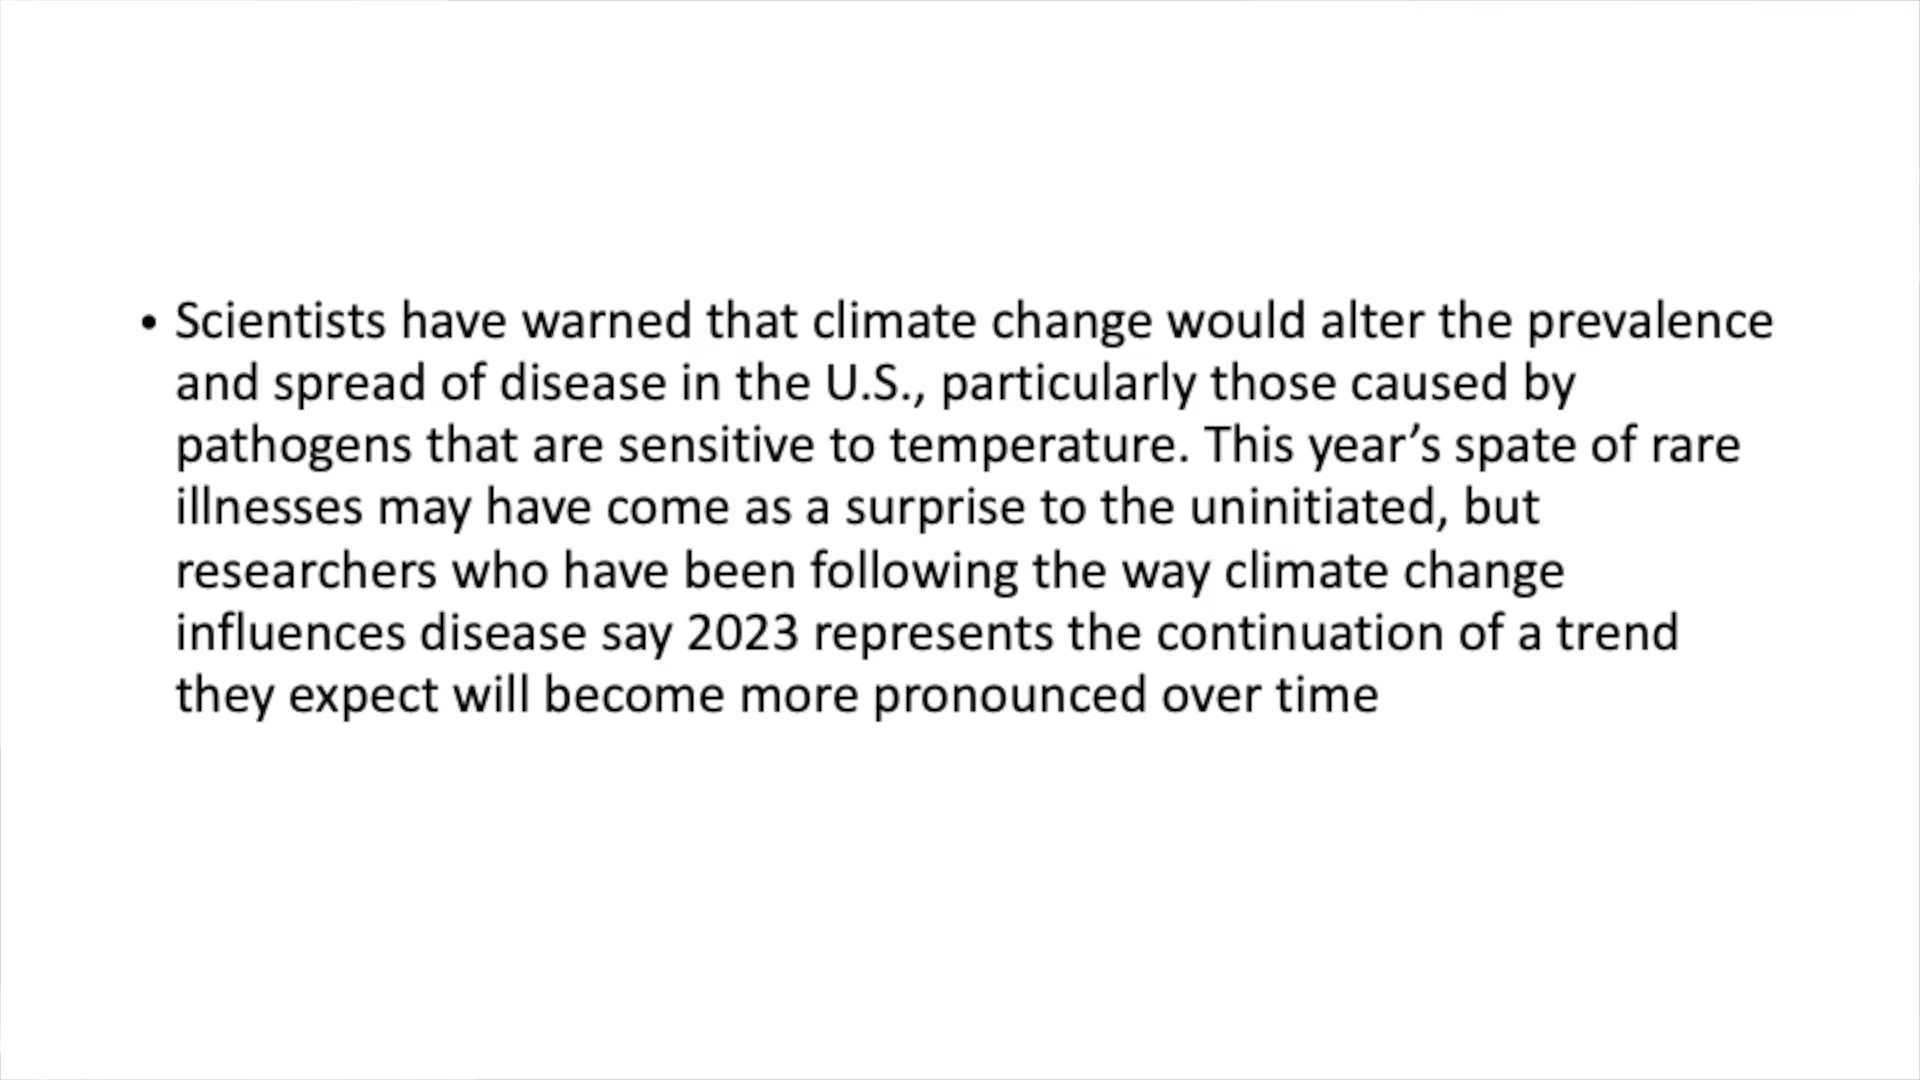 • Scientists have warned that climate change would alter the prevalence
and spread of disease in the U.S., particularly those caused by
pathogens that are sensitive to temperature. This year’s spate of rare
illnesses may have come as a surprise to the uninitiated, but
researchers who have been following the way climate change
influences disease say 2023 represents the continuation of a trend
they expect will become more pronounced over time